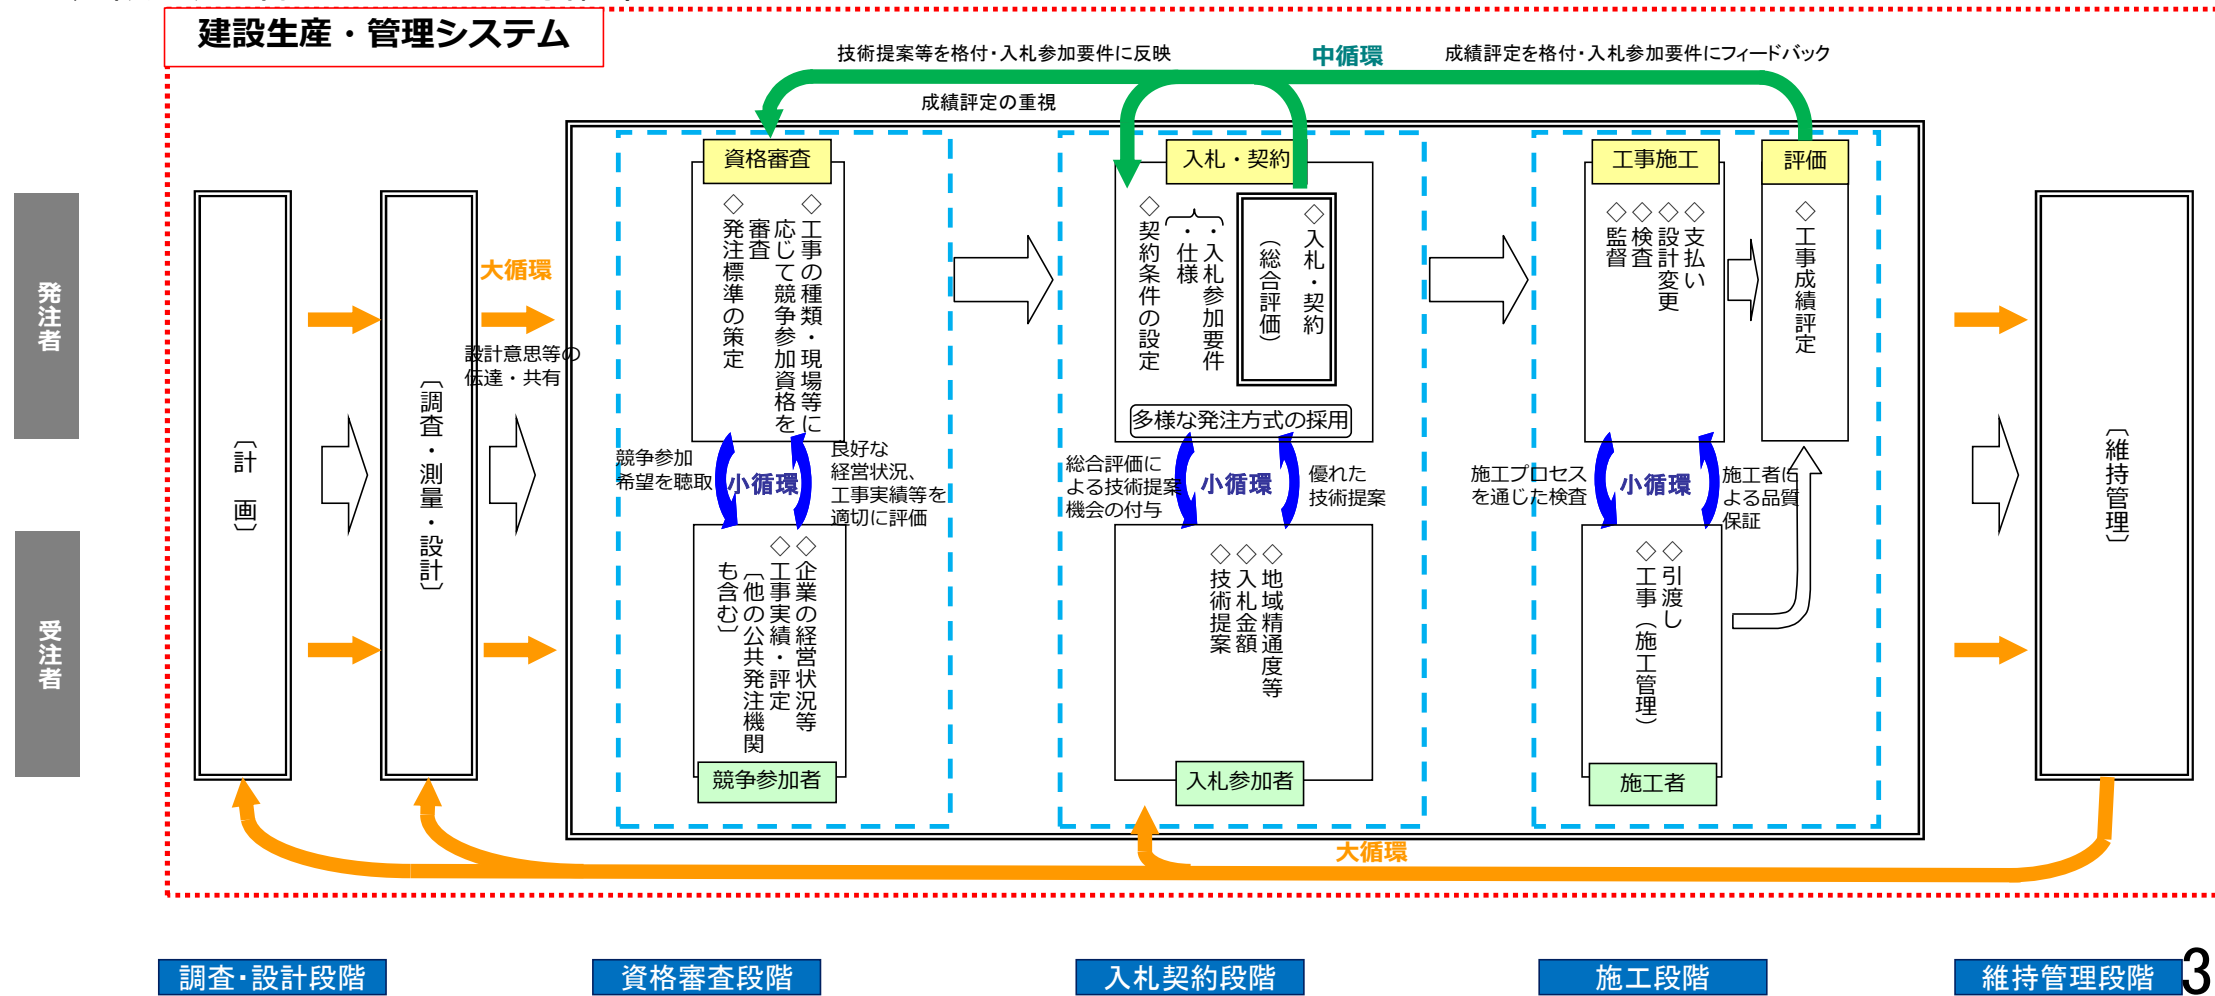 建設生産・管理システム
技術提案等を格付・入札参加要件に反映
中循環
成績評定を格付・入札参加要件にフィードバック
成績評定の重視
発注者
受注者
〔計　画〕
〔調査・測量・設計〕
大循環
設計意思等の
伝達・共有
資格審査
◇工事の種類・現場等に
応じて競争参加資格を
審査
◇発注標準の策定
競争参加
希望を聴取
小循環
良好な
経営状況、
工事実績等を
適切に評価
◇企業の経営状況等
◇工事実績・評定
〔他の公共発注機関
も含む〕
競争参加者
入札・契約
◇入札・契約
（総合評価）
・入札参加要件
・仕様
◇契約条件の設定
多様な発注方式の採用
総合評価に
よる技術提案
機会の付与
小循環
優れた
技術提案
◇地域精通度等
◇入札金額
◇技術提案
入札参加者
工事施工
◇支払い
◇設計変更
◇検査
◇監督
評価
◇工事成績評定
施工プロセス
を通じた検査
小循環
施工者に
よる品質
保証
◇引渡し
◇工事（施工管理）
施工者
〔維持管理〕
大循環
調査・設計段階
資格審査段階
入札契約段階
施工段階
維持管理段階
3